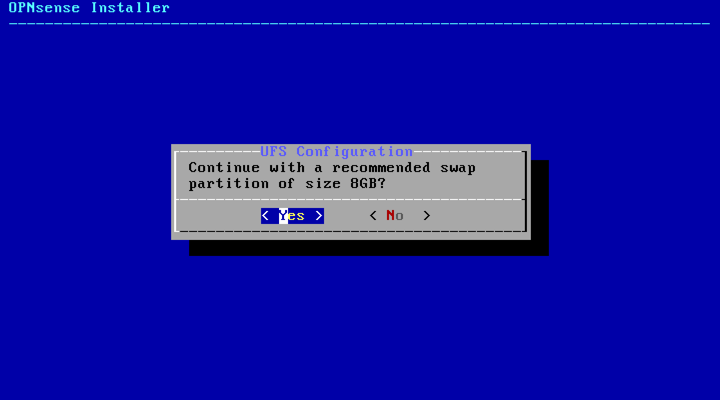 OPNsense Installer
UFS Configuration
Continue with a recommended swap
partition of size 8GB?
< Yes > < No >